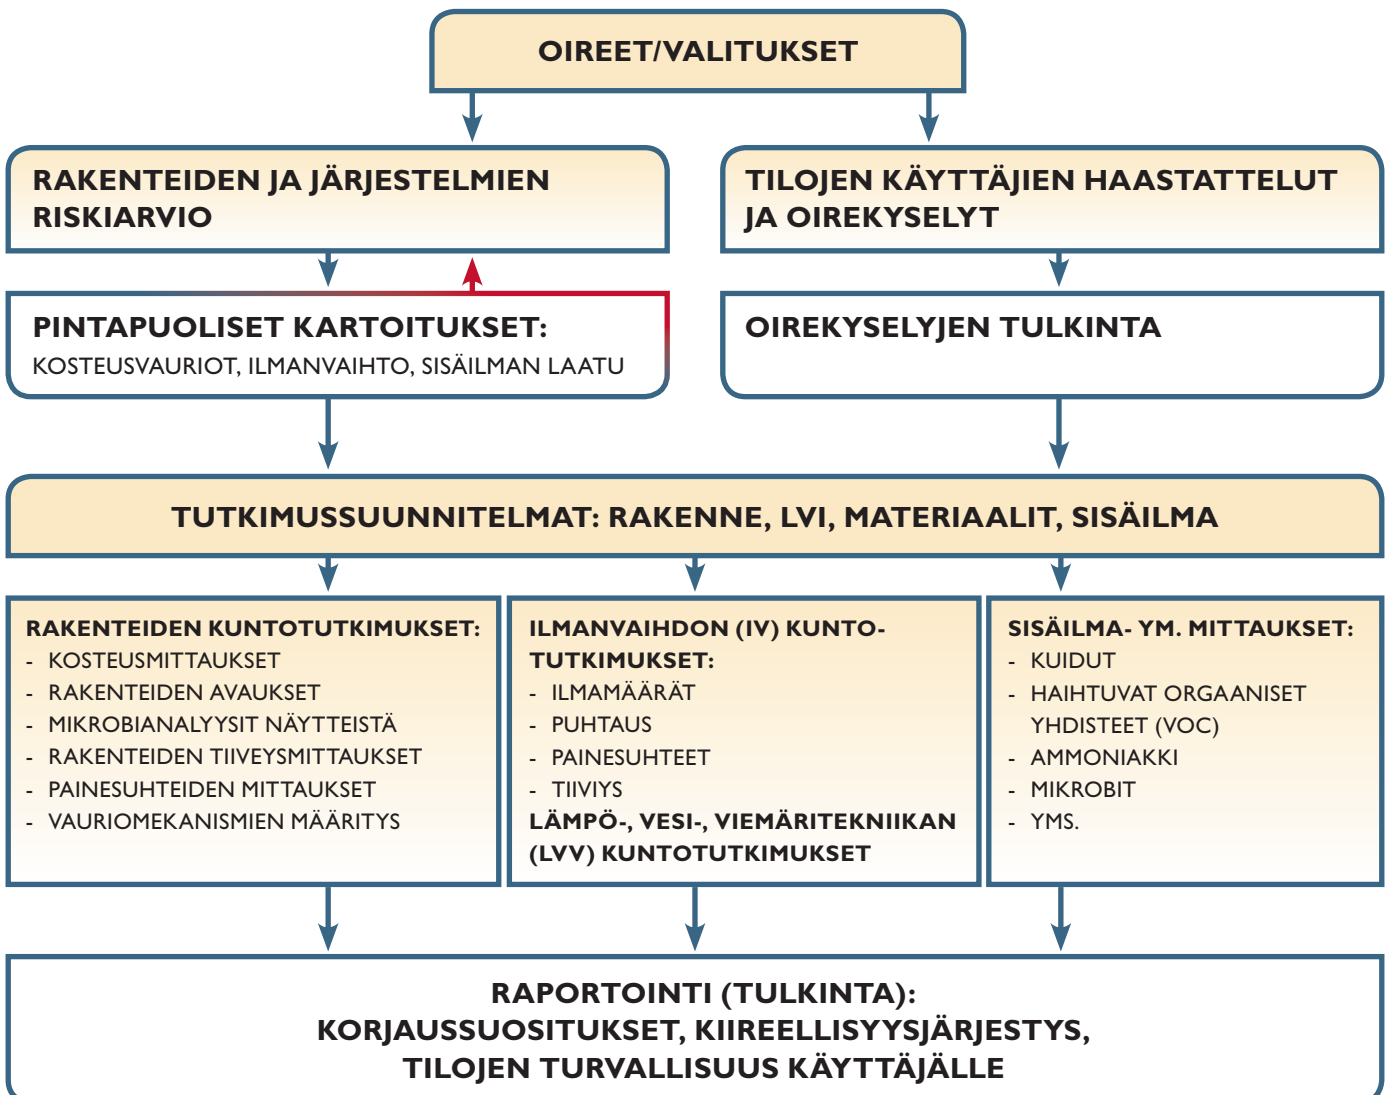 OIREET/VALITUKSET
RAKENTEIDEN JA JÄRJESTELMIEN
RISKIARVIO
TILOJEN KÄYTTÄJIEN HAASTATTELUT
JA OIREKYSELYT
PINTAPUOLISET KARTOITUKSET:
KOSTEUSVAURIOT, ILMANVAIHTO, SISÄILMAN LAATU
OIREKYSELYJEN TULKINTA
TUTKIMUSSUUNNITELMAT: RAKENNE, LVI, MATERIAALIT, SISÄILMA
RAKENTEIDEN KUNTOTUTKIMUKSET:
- KOSTEUSMITTAUKSET
- RAKENTEIDEN AVAUKSET
- MIKROBIANALYYSIT NÄYTTEISTÄ
- RAKENTEIDEN TIIVEYSMITTAUKSET
- PAINESUHTEIDEN MITTAUKSET
- VAURIOMEKANISMIEN MÄÄRITYS
ILMANVAIHDON (IV) KUNTO-
TUTKIMUKSET:
- ILMAMÄÄRÄT
- PUHTAUS
- PAINESUHTEET
- TIIVIYS
LÄMPÖ-, VESI-, VIEMÄRITEKNIIKAN
(LVV) KUNTOTUTKIMUKSET
SISÄILMA- YM. MITTAUKSET:
- KUIDUT
- HAIHTUVAT ORGAANISET
YHDISTEET (VOC)
- AMMONIAKKI
- MIKROBIT
- YMS.
RAPORTOINTI (TULKINTA):
KORJAUSSUOSITUKSET, KIIREELLISYYSJÄRJESTYS,
TILOJEN TURVALLISUUS KÄYTTÄJÄLLE